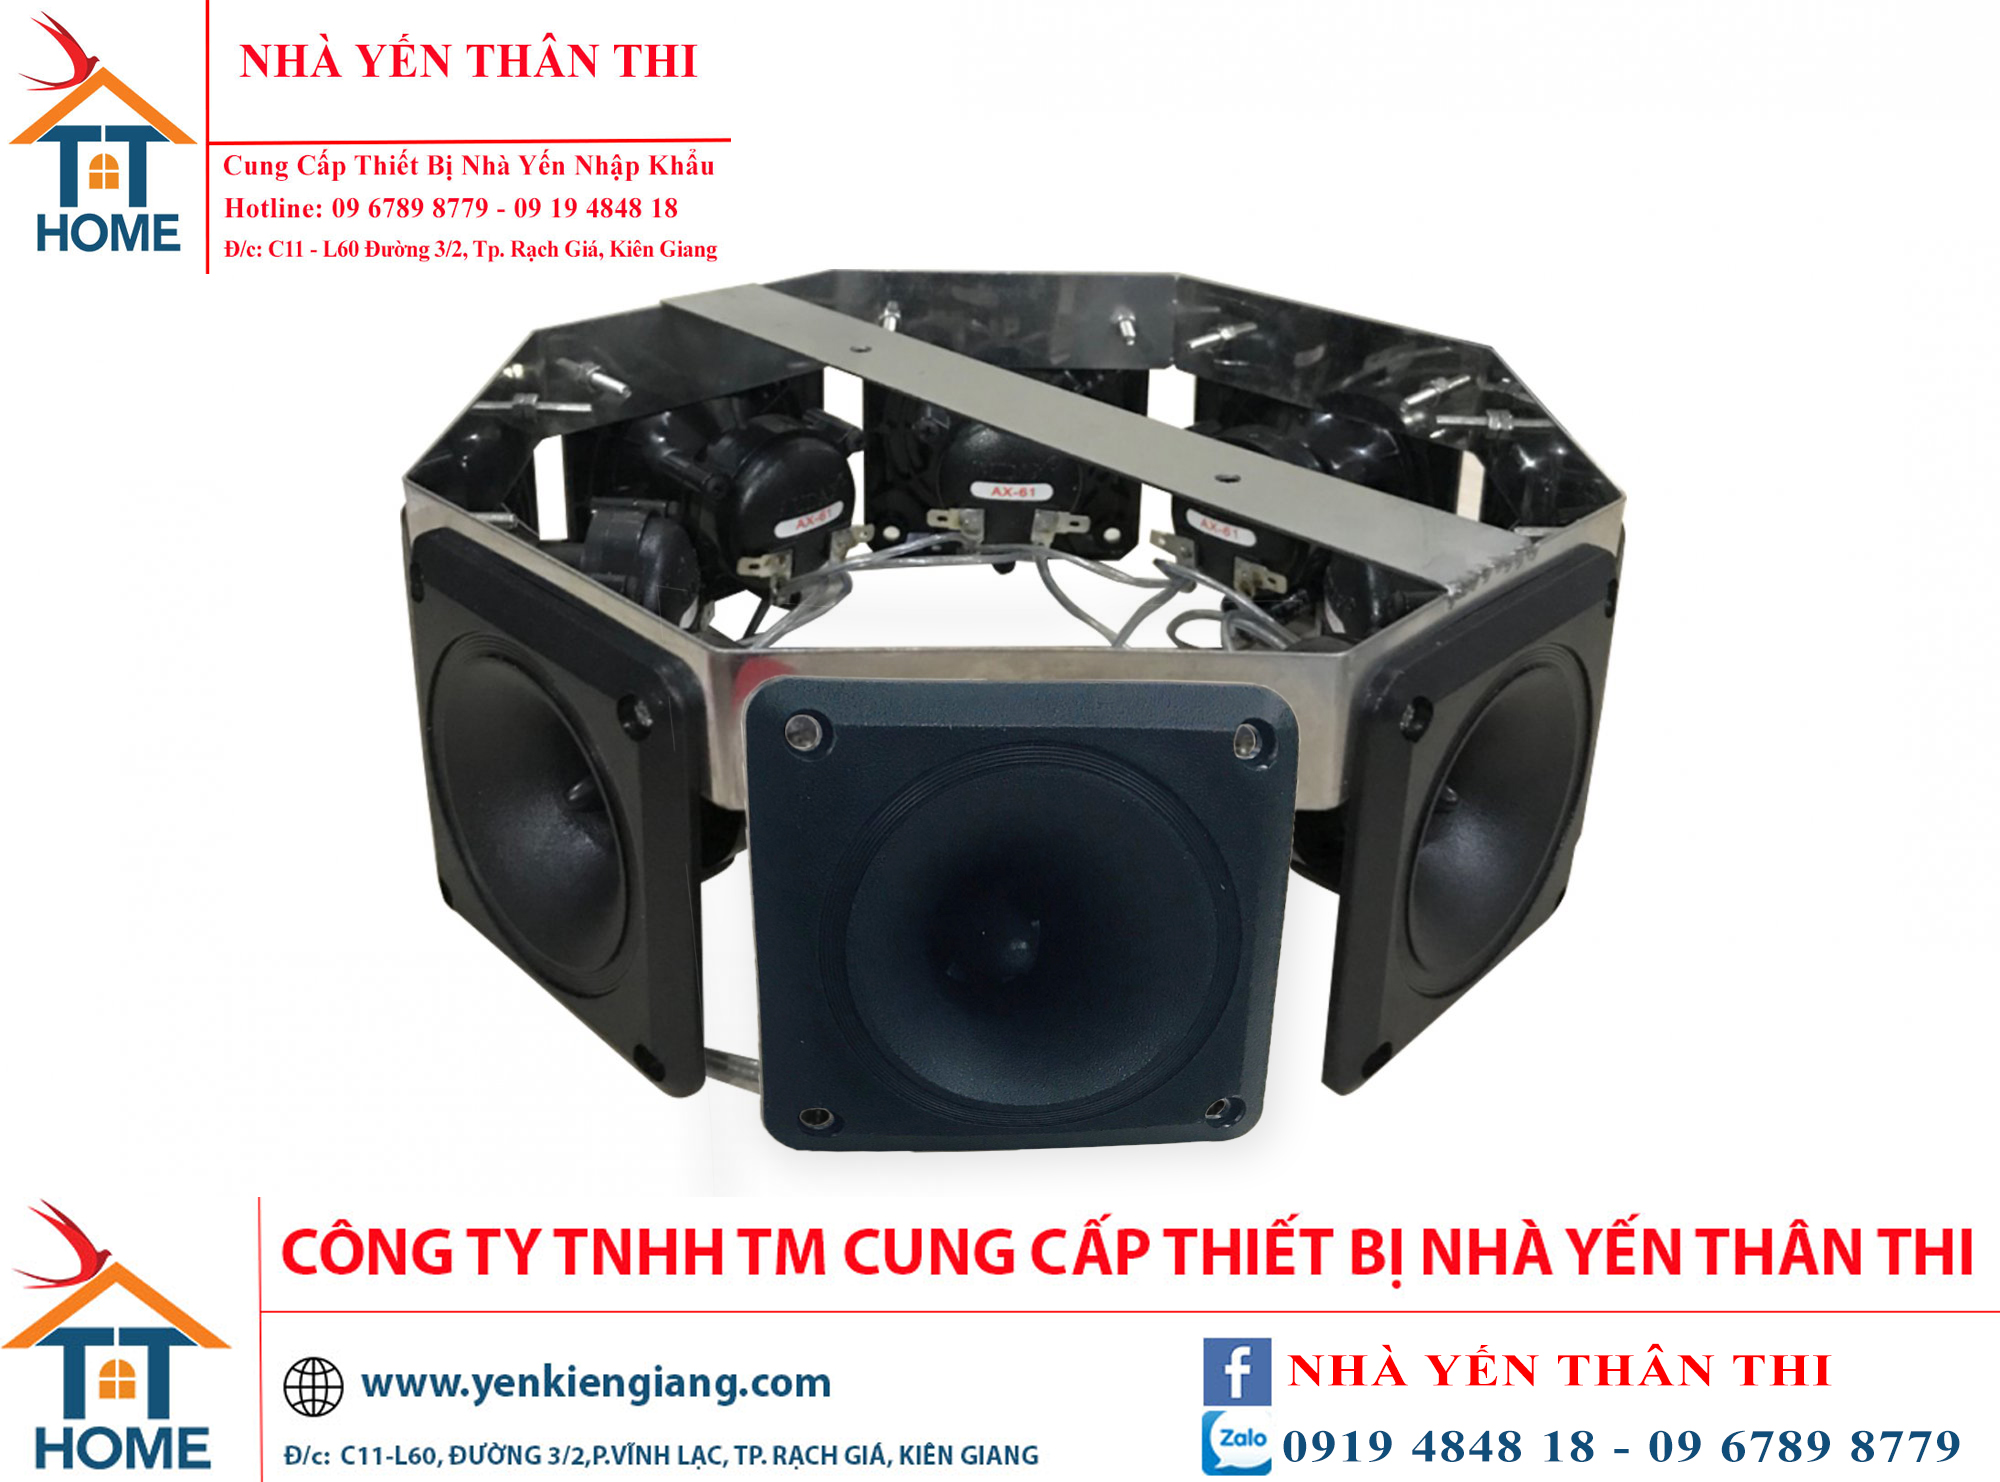 NHÀ YẾN THÂN THI
Cung Cấp Thiết Bị Nhà Yến Nhập Khẩu
Hotline: 09 6789 8779 - 09 19 4848 18
Đ/c: C11 - L60 Đường 3/2, Tp. Rạch Giá, Kiên Giang
TT
HOME
AX-61
AX-61
AX-61
CÔNG TY TNHH TM CUNG CẤP THIẾT BỊ NHÀ YẾN THÂN THI
TT
HOME
www.yenkiengiang.com
Đ/c: C11-L60, ĐƯỜNG 3/2,P.VĨNH LẠC, TP. RẠCH GIÁ, KIÊN GIANG
f NHÀ YẾN THÂN THI
Zalo 0919 4848 18 - 09 6789 8779